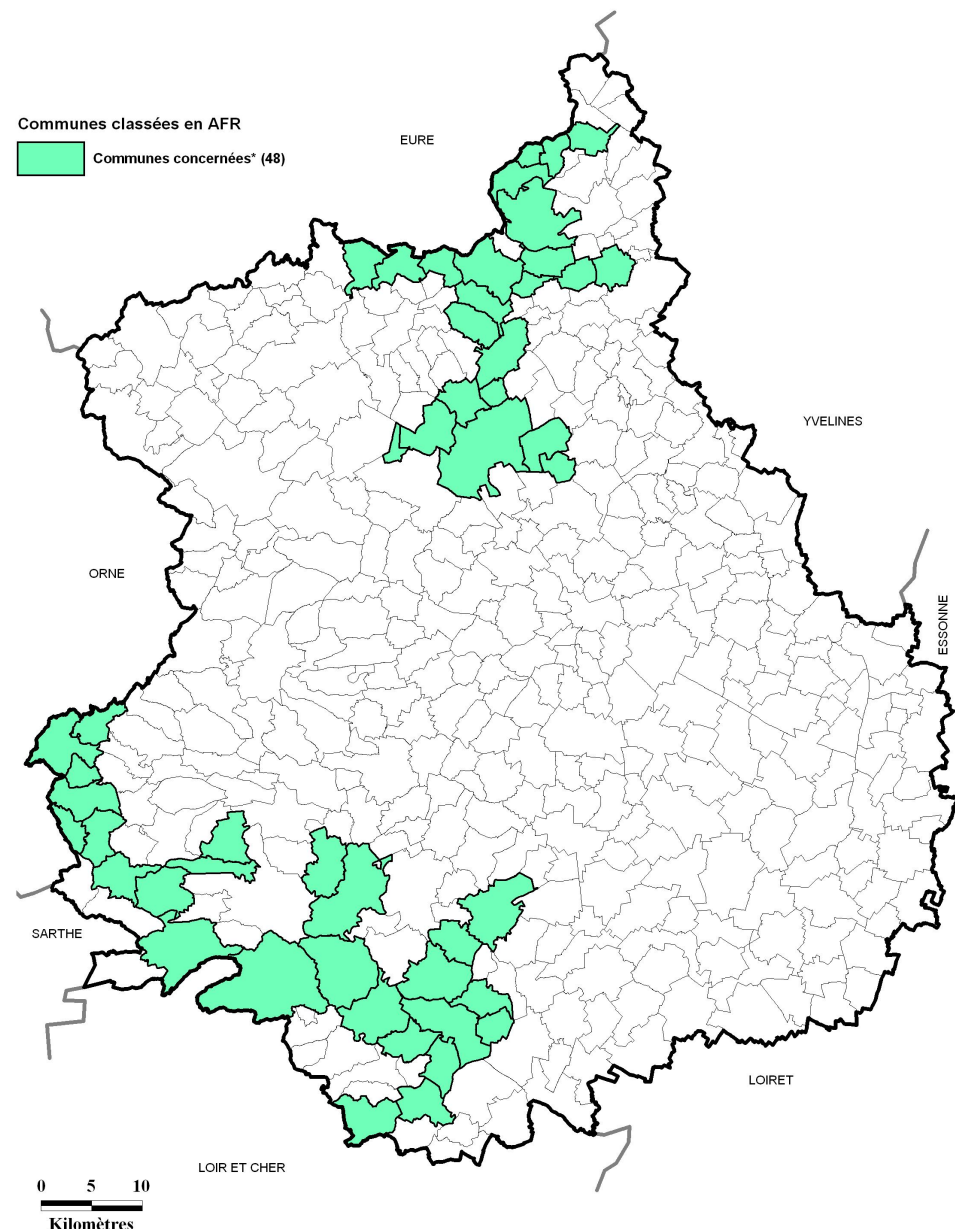 Communes classées en AFR
Communes concernées* (48)
EURE
YVELINES
ORNE
ESSONNE
SARTHE
LOIRET
LOIR ET CHER
0 5 10
Kilomètres